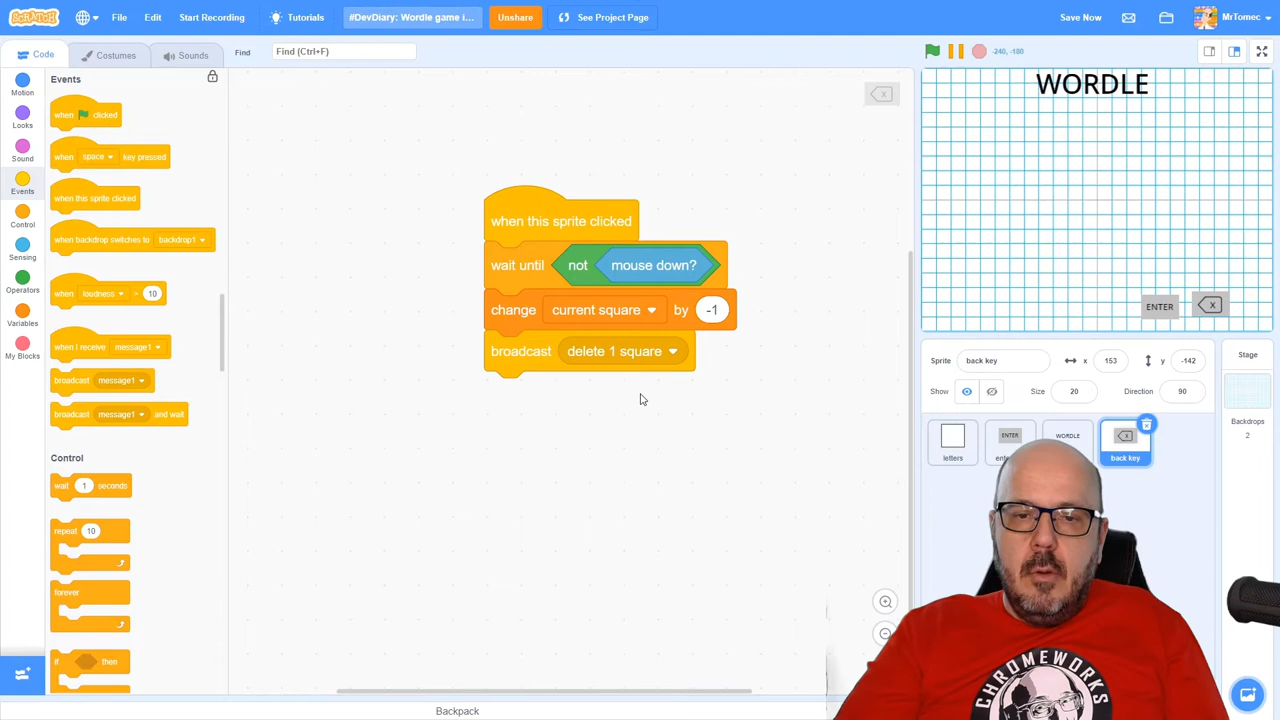 SCRATCH
File
Edit
Start Recording
Tutorials
#DevDiary: Wordle game i...
Unshare
See Project Page
Save Now
MrTomec
Code
Costumes
Sounds
Find
Find (Ctrl+F)
-240, -180
Motion
Looks
Sound
Events
Control
Sensing
Operators
Variables
My Blocks
Events
when clicked
when space key pressed
when this sprite clicked
when backdrop switches to backdrop1
when loudness > 10
when I receive message1
broadcast message1
broadcast message1 and wait
Control
wait 1 seconds
repeat 10
forever
if then
when this sprite clicked
wait until not mouse down?
change current square by -1
broadcast delete 1 square
X
WORDLE
ENTER
X
Sprite
back key
x
153
y
-142
Show
Size
20
Direction
90
Stage
Backdrops
2
letters
ENTER
WORDLE
X
back key
Backpack
CHROMEWORKS